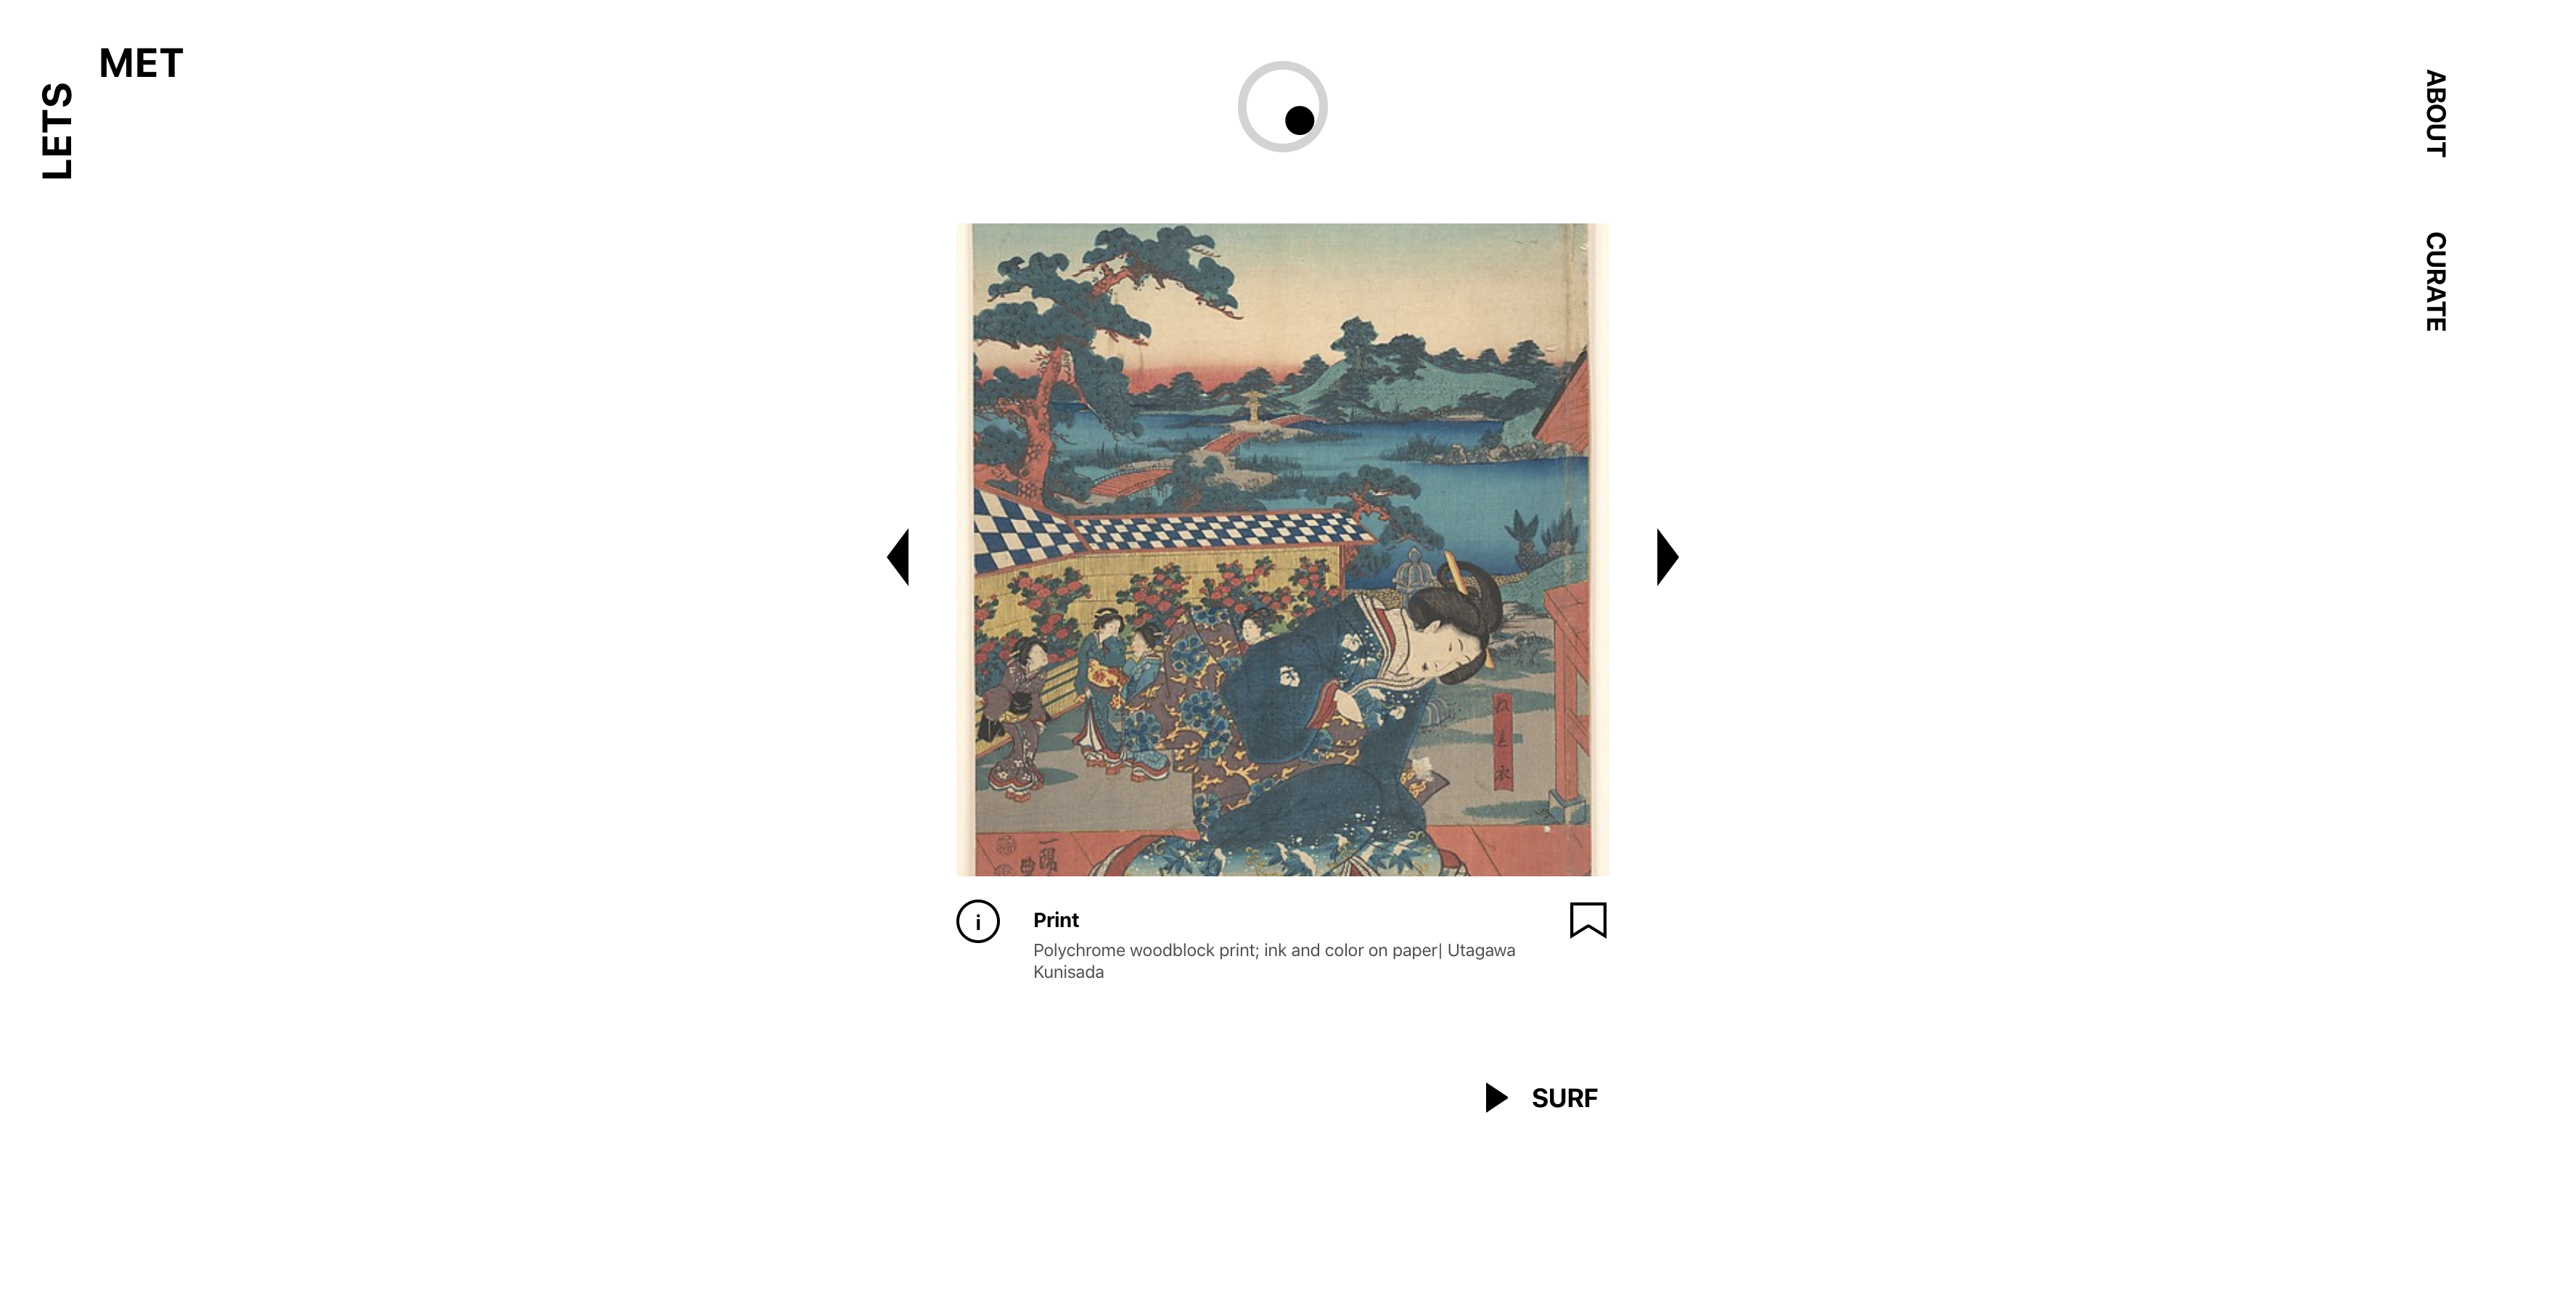 LETS
MET
ABOUT
CURATE
i
Print
Polychrome woodblock print; ink and color on paper| Utagawa
Kunisada
SURF